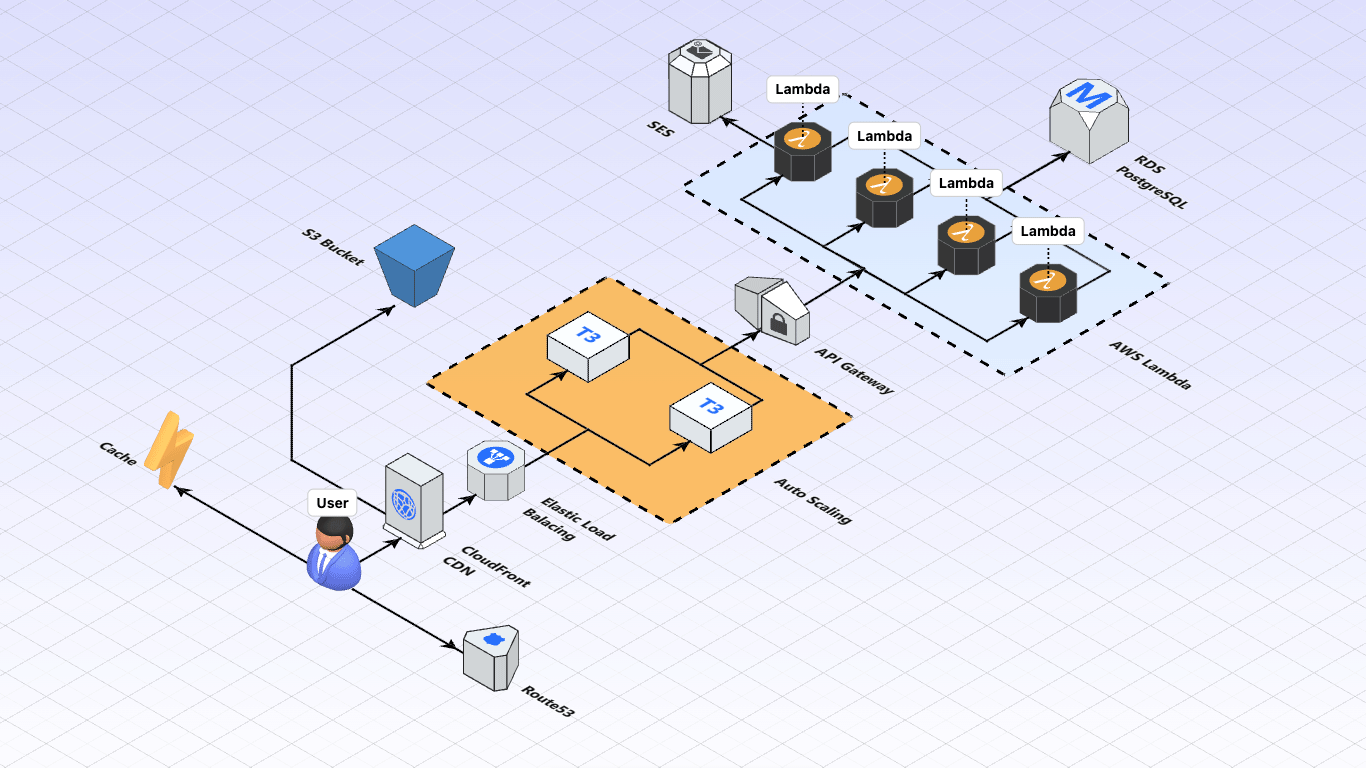 SES
Lambda
Lambda
Lambda
Lambda
M
RDS
PostgreSQL
S3 Bucket
T3
T3
API Gateway
AWS Lambda
Cache
User
Elastic Load
Balacing
Auto Scaling
CloudFront
CDN
Route53